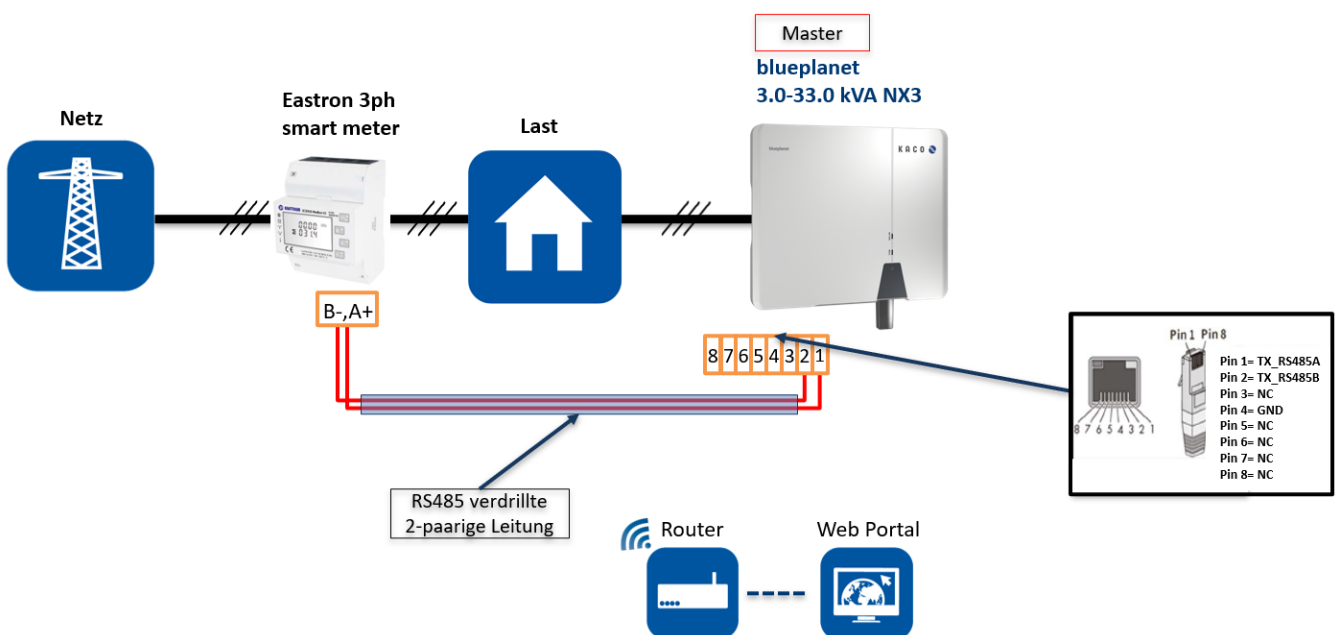 Master
blueplanet
3.0-33.0 kVA NX3
Netz
Eastron 3ph
smart meter
Last
blueplanet
KACO
EASTRON
B-,A+
8 7 6 5 4 3 2 1
Pin 1 Pin 8
8 7 6 5 4 3 2 1
Pin 1= TX_RS485A
Pin 2= TX_RS485B
Pin 3= NC
Pin 4= GND
Pin 5= NC
Pin 6= NC
Pin 7= NC
Pin 8= NC
RS485 verdrillte
2-paarige Leitung
Router
Web Portal